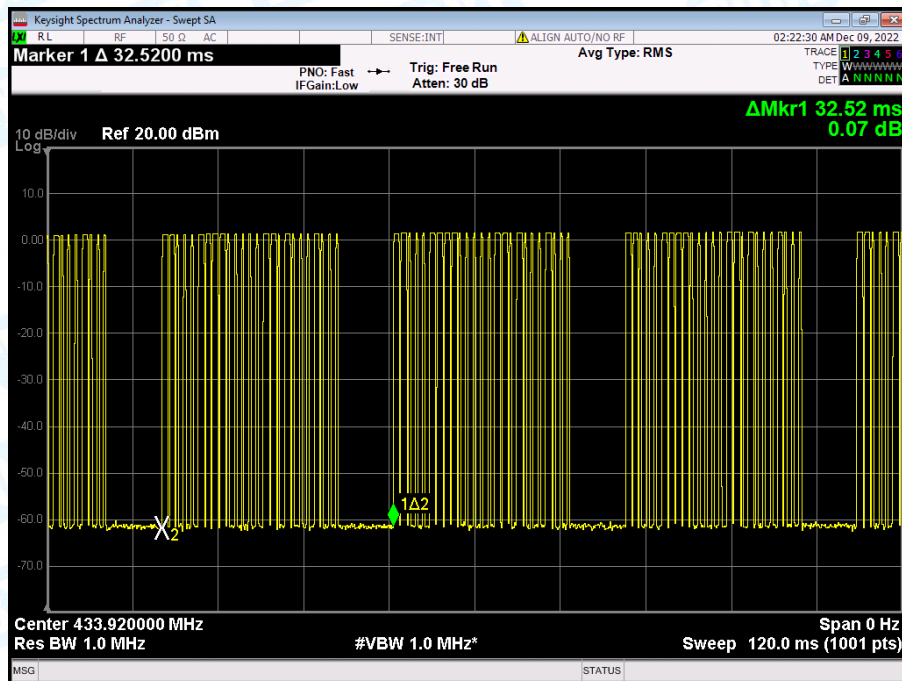 Keysight Spectrum Analyzer - Swept SA
LXI RL RF 50 Ω AC SENSE:INT ALIGN AUTO/NO RF 02:22:30 AM Dec 09, 2022
Marker 1 Δ 32.5200 ms
PNO: Fast
IFGain:Low
Trig: Free Run
Atten: 30 dB
Avg Type: RMS
TRACE 1 2 3 4 5 6
TYPE WWWWWW
DET A N N N N N
ΔMkr1 32.52 ms
0.07 dB
10 dB/div Ref 20.00 dBm
Log
10.0
0.00
-10.0
-20.0
-30.0
-40.0
-50.0
-60.0
-70.0
1Δ2
X2
Center 433.920000 MHz Span 0 Hz
Res BW 1.0 MHz #VBW 1.0 MHz* Sweep 120.0 ms (1001 pts)
MSG STATUS